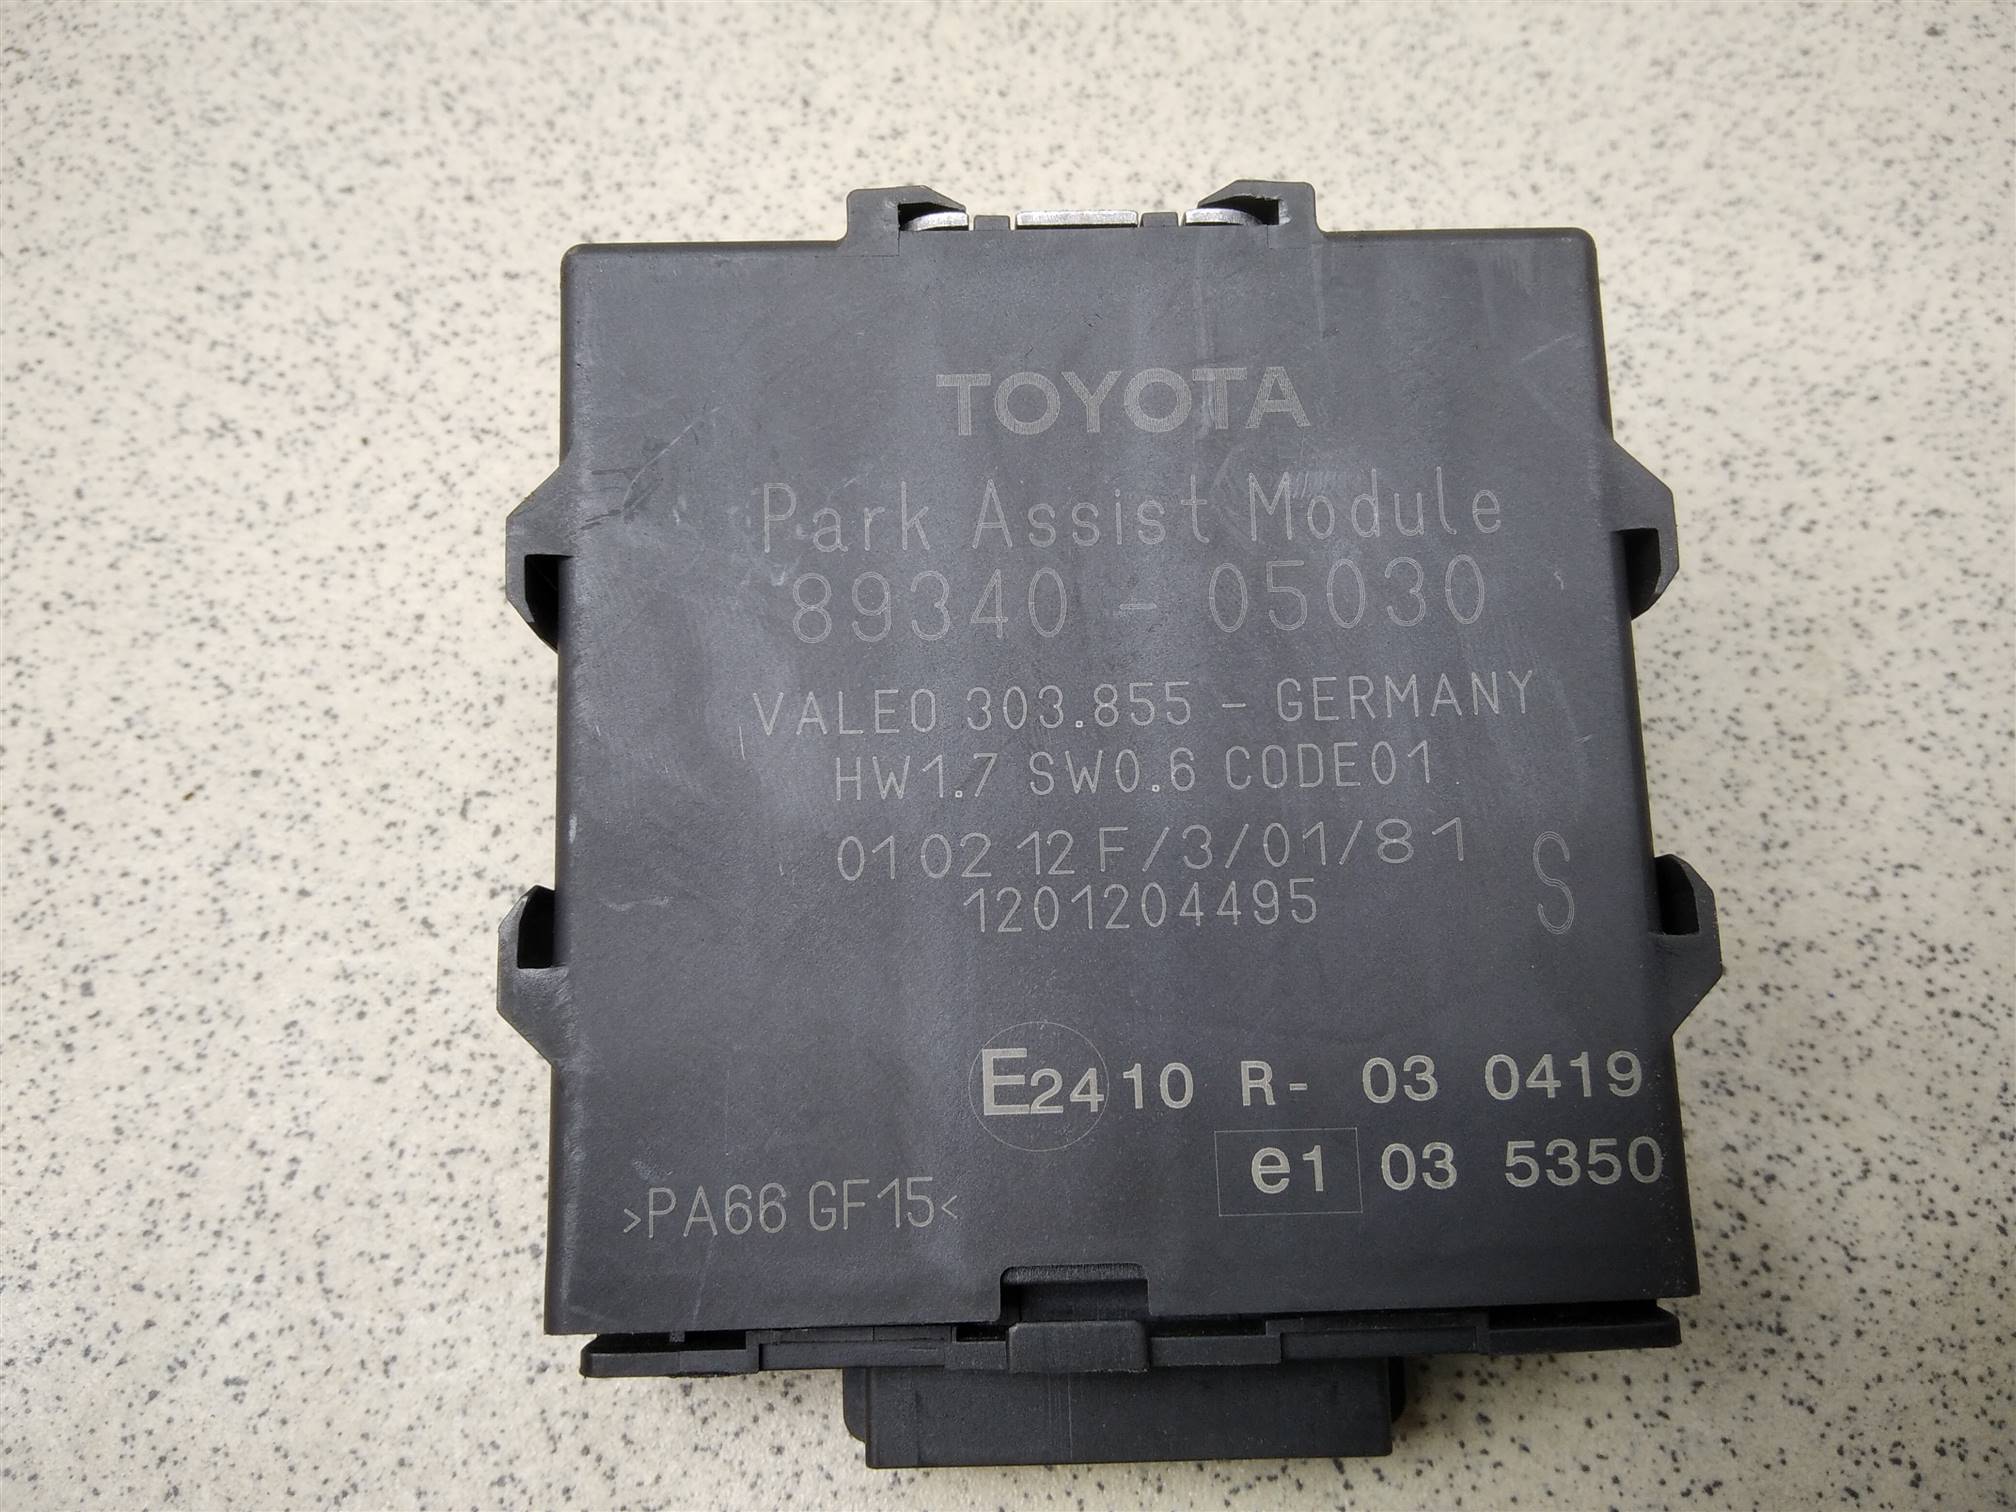 TOYOTA
Park Assist Module
89340 - 05030
VALEO 303.855 - GERMANY
HW1.7 SW0.6 CODE01
01 02 12 F/3/01/81
1201204495
S
E24 10 R- 03 0419
e1 03 5350
>PA66 GF15<